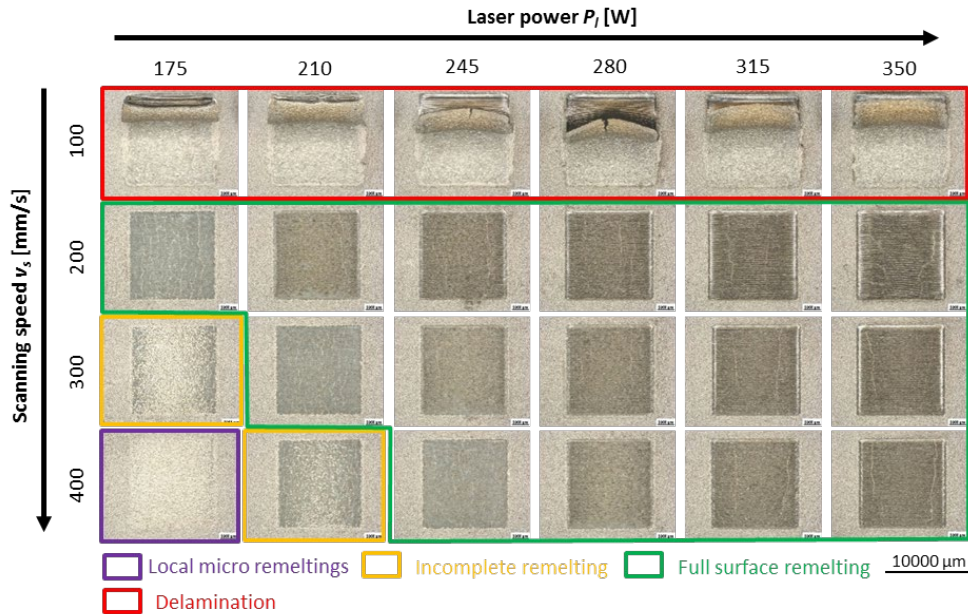 Laser power P_l [W]
175 210 245 280 315 350
Scanning speed v_s [mm/s]
100
200
300
400
Local micro remeltings Incomplete remelting Full surface remelting 10000 µm
Delamination